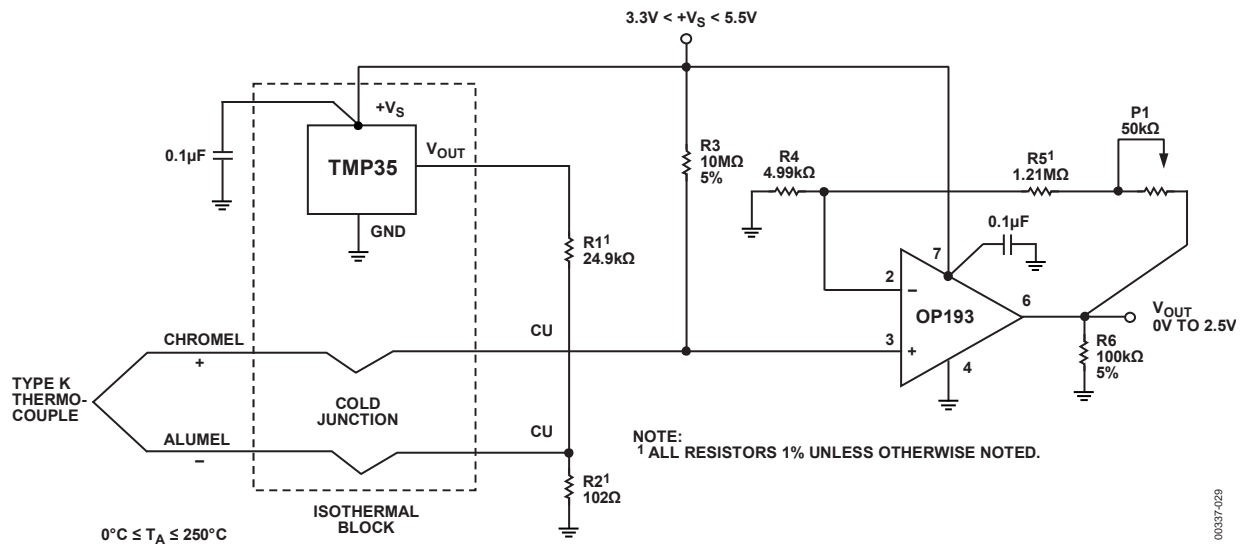 3.3V < +VS < 5.5V
+VS
0.1µF
TMP35
VOUT
GND
R1¹
24.9kΩ
R3
10MΩ
5%
R4
4.99kΩ
R5¹
1.21MΩ
P1
50kΩ
0.1µF
7
2
−
OP193
6
3
+
4
VOUT
0V TO 2.5V
R6
100kΩ
5%
CHROMEL
+
CU
TYPE K
THERMO-
COUPLE
COLD
JUNCTION
ALUMEL
−
CU
R2¹
102Ω
NOTE:
¹ ALL RESISTORS 1% UNLESS OTHERWISE NOTED.
ISOTHERMAL
BLOCK
0°C ≤ TA ≤ 250°C
00337-029